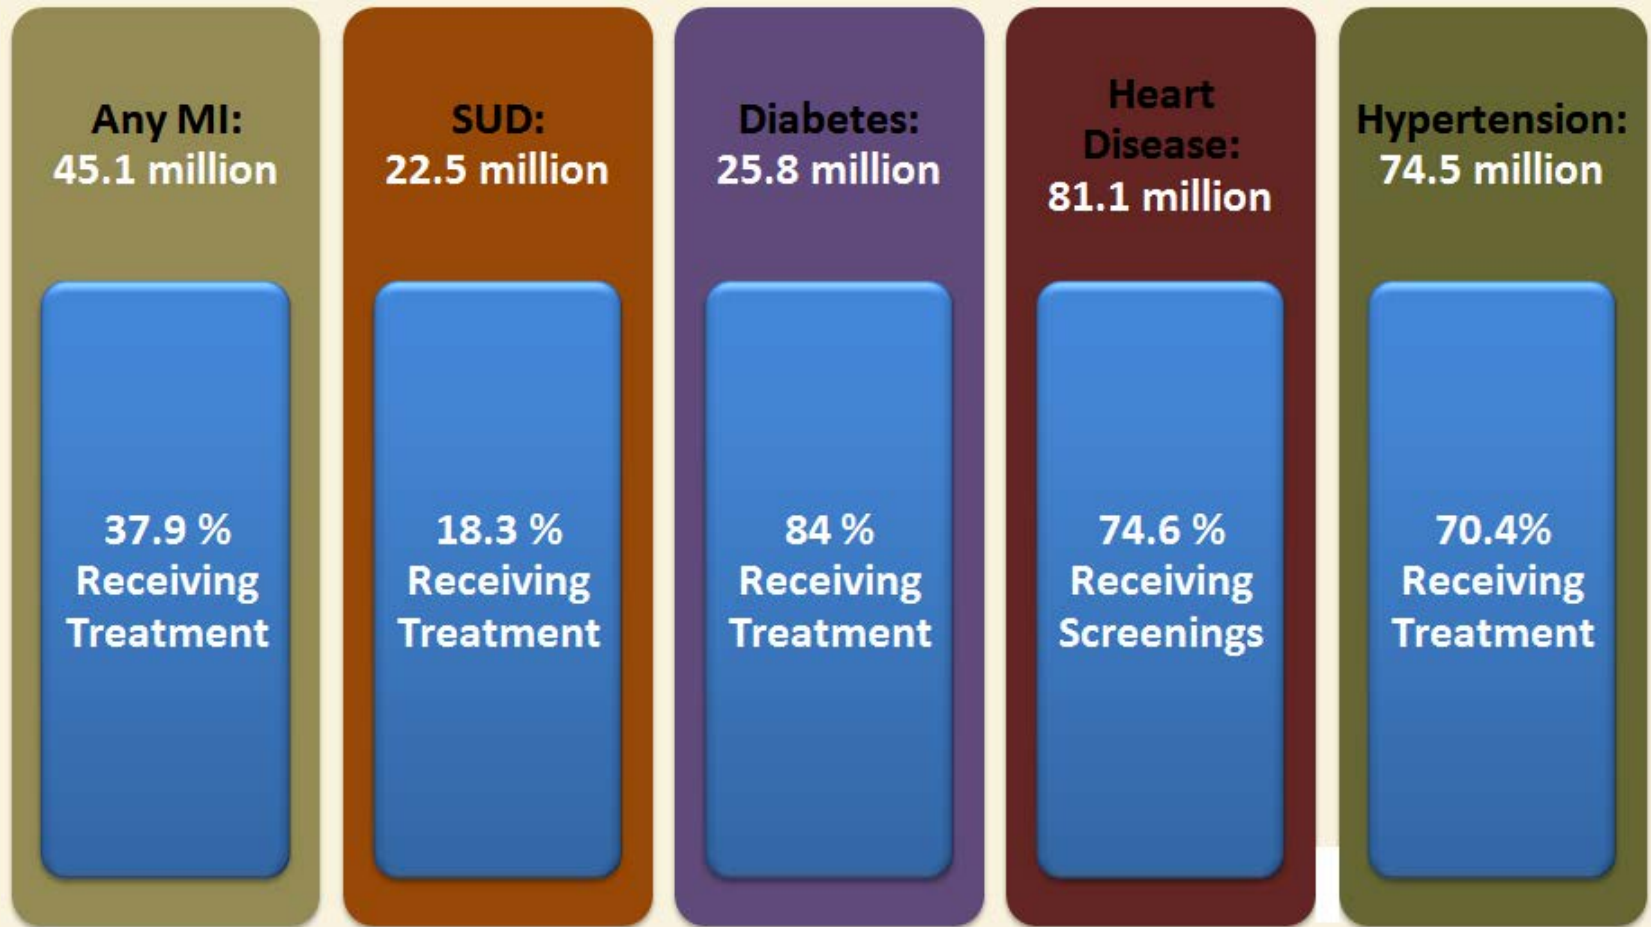 Any MI:
45.1 million
37.9 %
Receiving
Treatment
SUD:
22.5 million
18.3 %
Receiving
Treatment
Diabetes:
25.8 million
84 %
Receiving
Treatment
Heart
Disease:
81.1 million
74.6 %
Receiving
Screenings
Hypertension:
74.5 million
70.4%
Receiving
Treatment